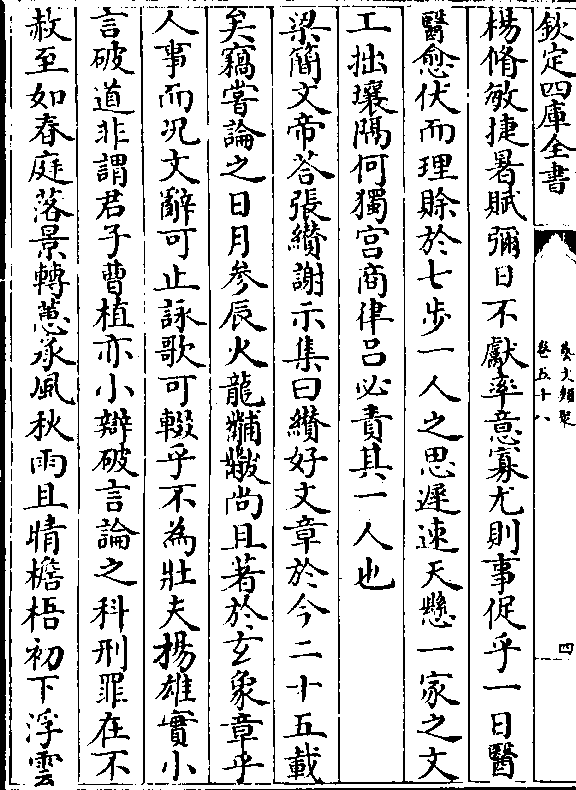 欽定四庫全書
藝文類聚
卷五十八
四
楊脩敏捷暑賦彌日不獻率意寡尤則事促乎一日翳
翳愈伏而理賒於七步一人之思遲速天懸一家之文
工拙壤隔何獨宮商律呂必責其一人也
梁簡文帝荅張纘謝示集曰纘好文章於今二十五載
矣竊嘗論之日月參辰火龍黼黻尚且著於玄象章乎
人事而況文辭可止詠歌可輟乎不為壯夫揚雄實小
言破道非謂君子曹植亦小辯破言論之科刑罪在不
赦至如春庭落景轉蕙承風秋雨且晴檐梧初下浮雲